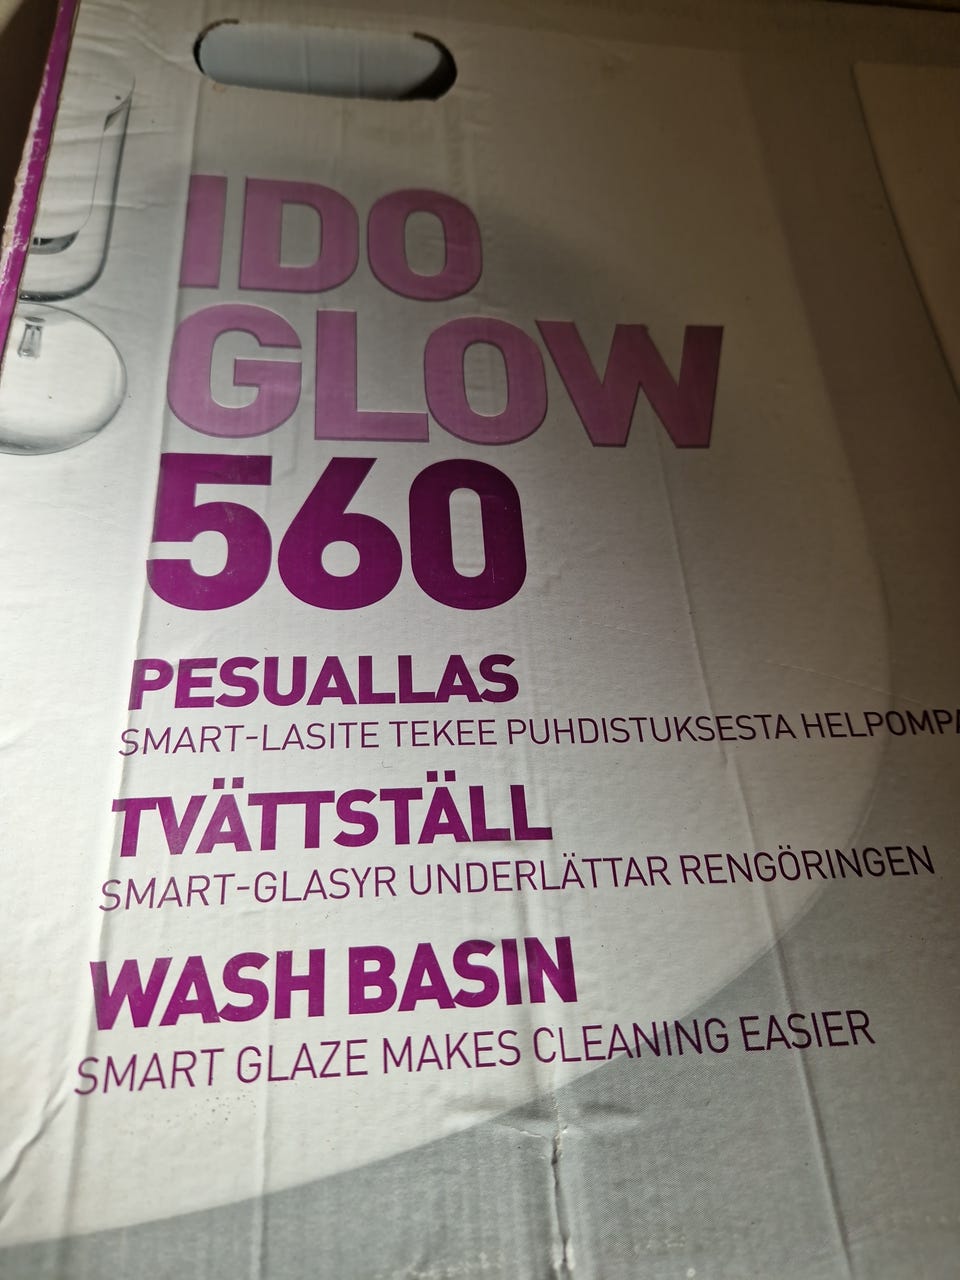 IDO
GLOW
560
PESUALLAS
SMART-LASITE TEKEE PUHDISTUKSESTA
TVÄTTSTÄLL
SMART-GLASYR UNDERLÄTTAR RENGÖRINGEN
WASH BASIN
SMART GLAZE MAKES CLEANING EASIER